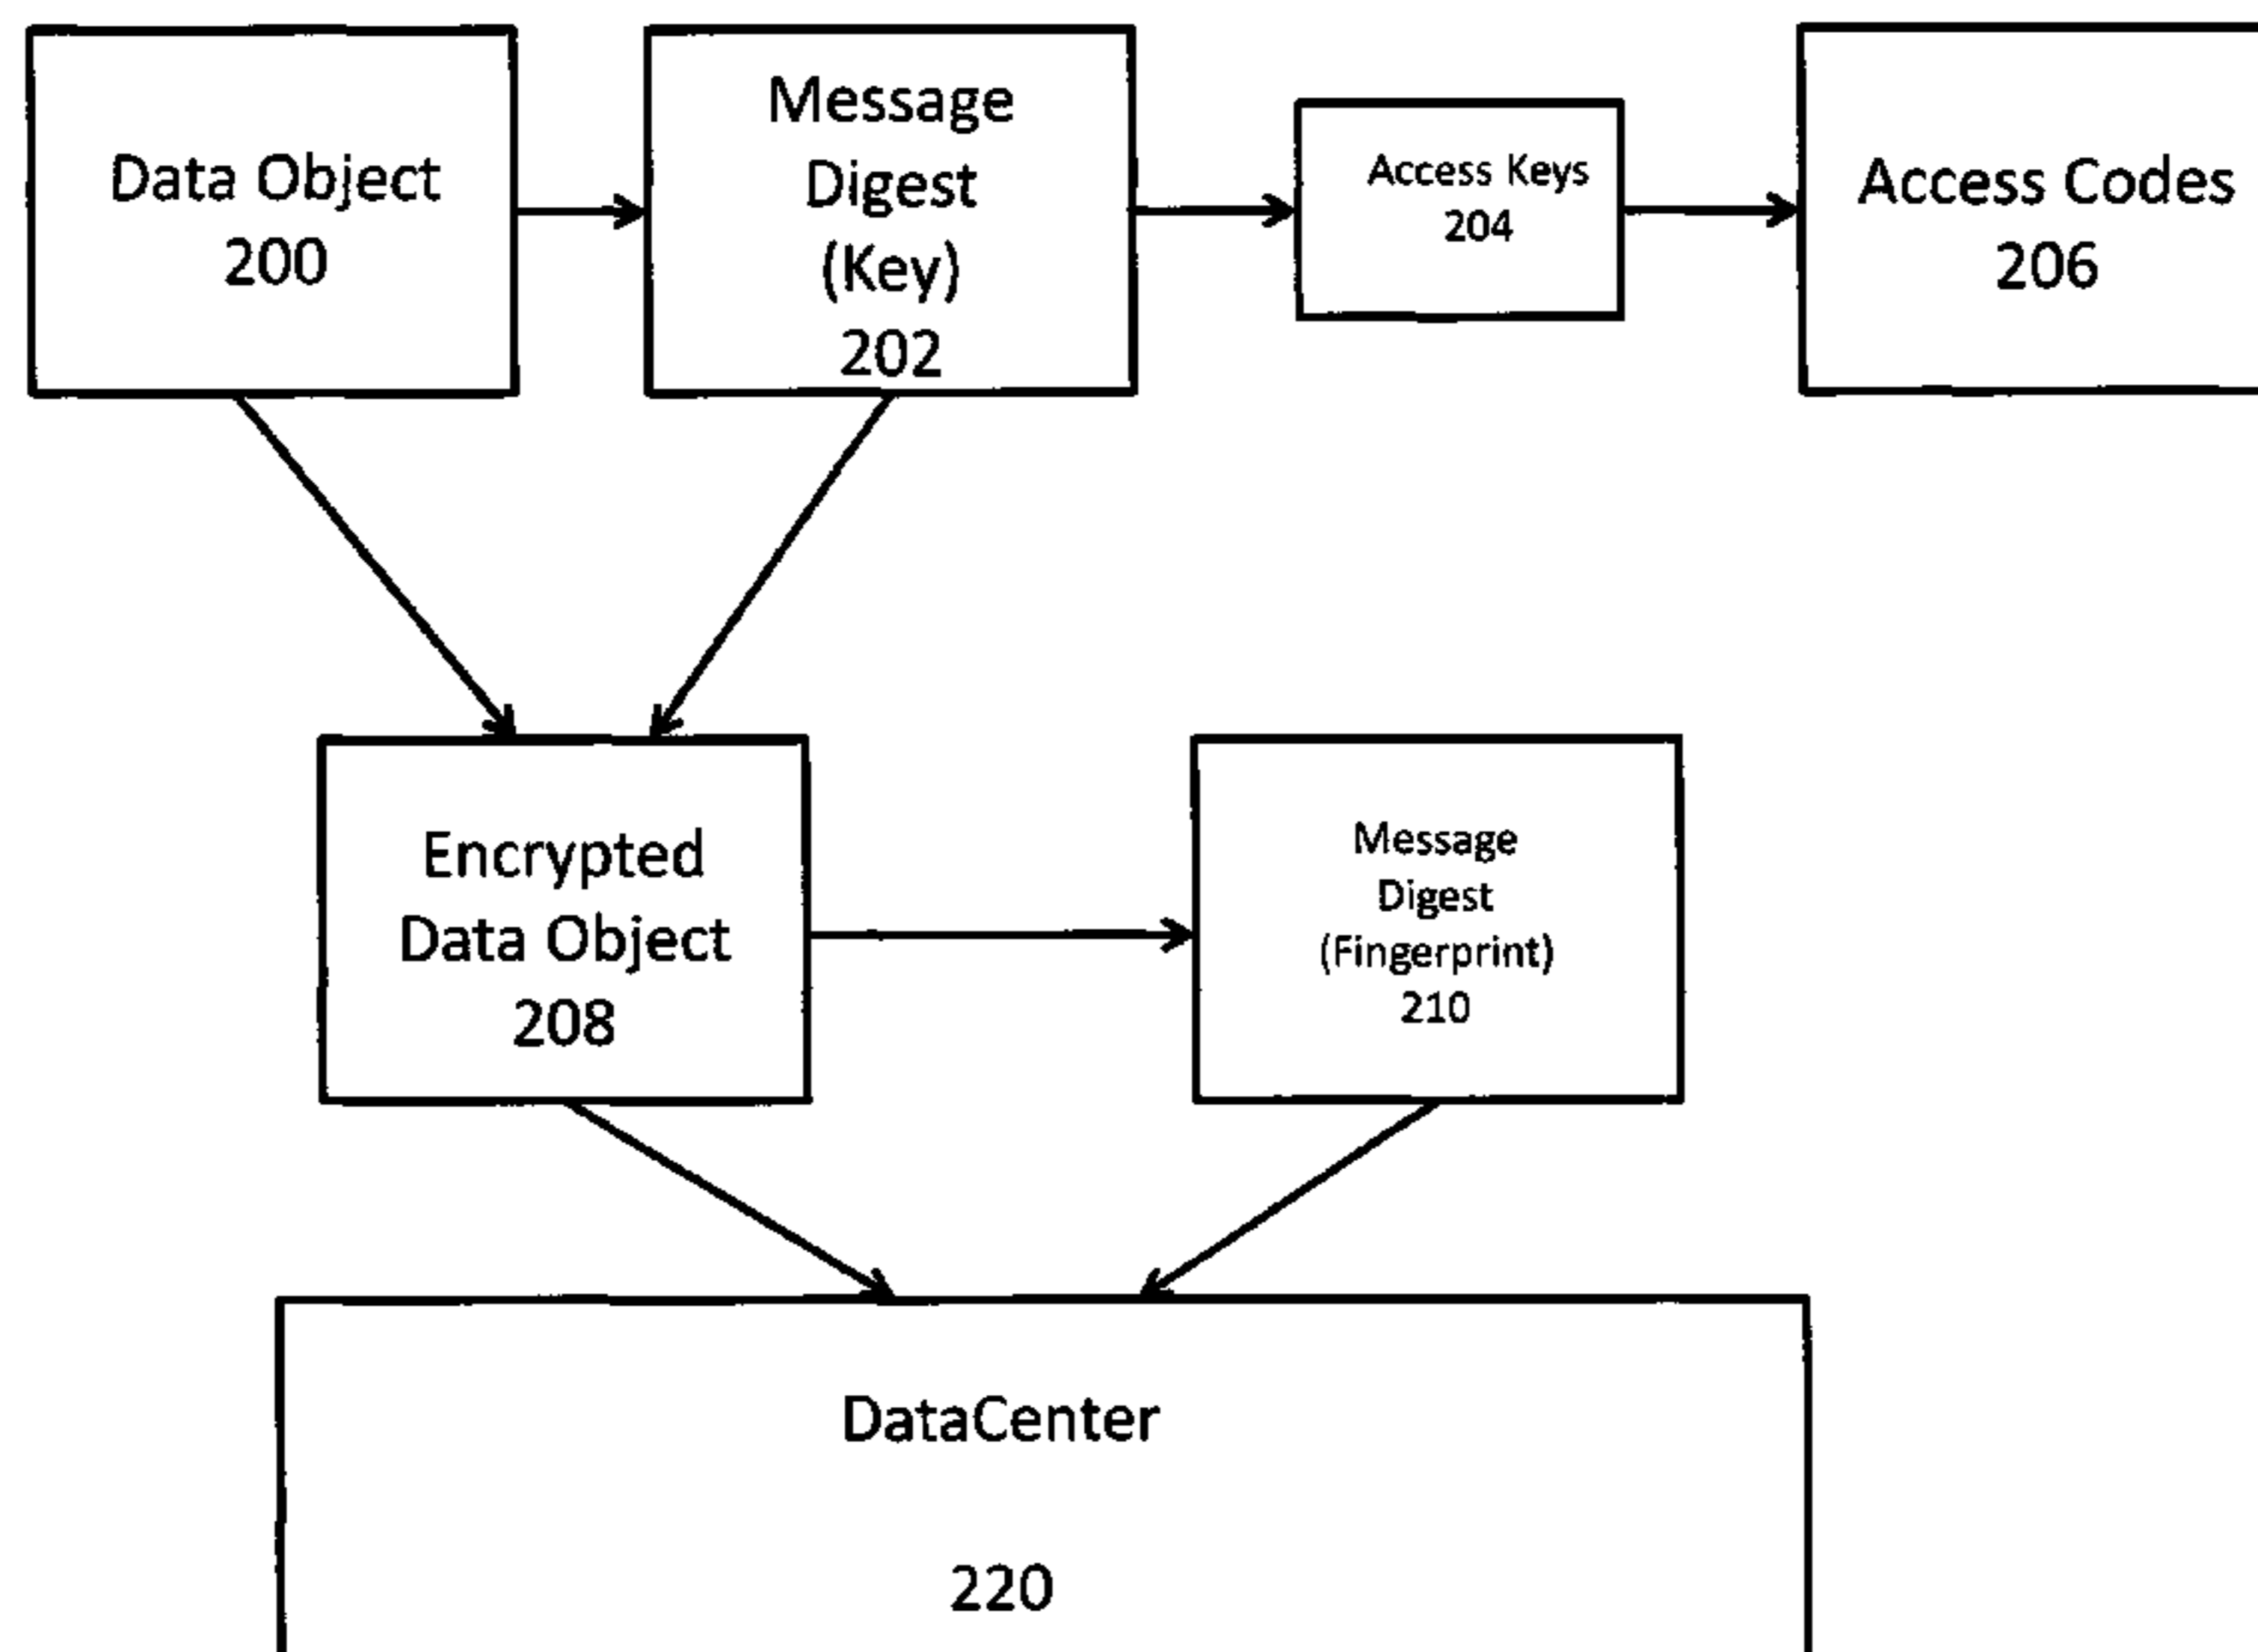 Data Object
200
Message
Digest
(Key)
202
Access Keys
204
Access Codes
206
Encrypted
Data Object
208
Message
Digest
(Fingerprint)
210
DataCenter
220